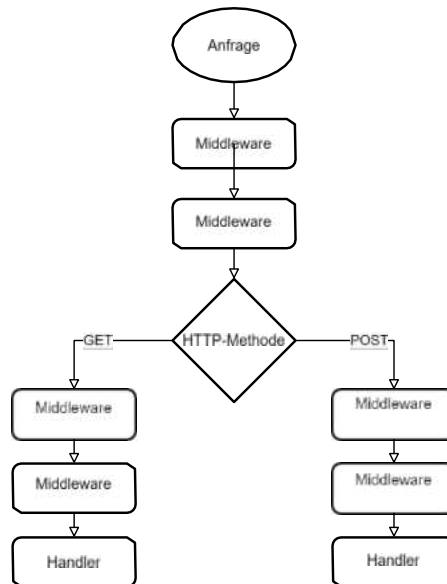 Anfrage
Middleware
Middleware
HTTP-Methode
GET
POST
Middleware
Middleware
Middleware
Middleware
Handler
Handler